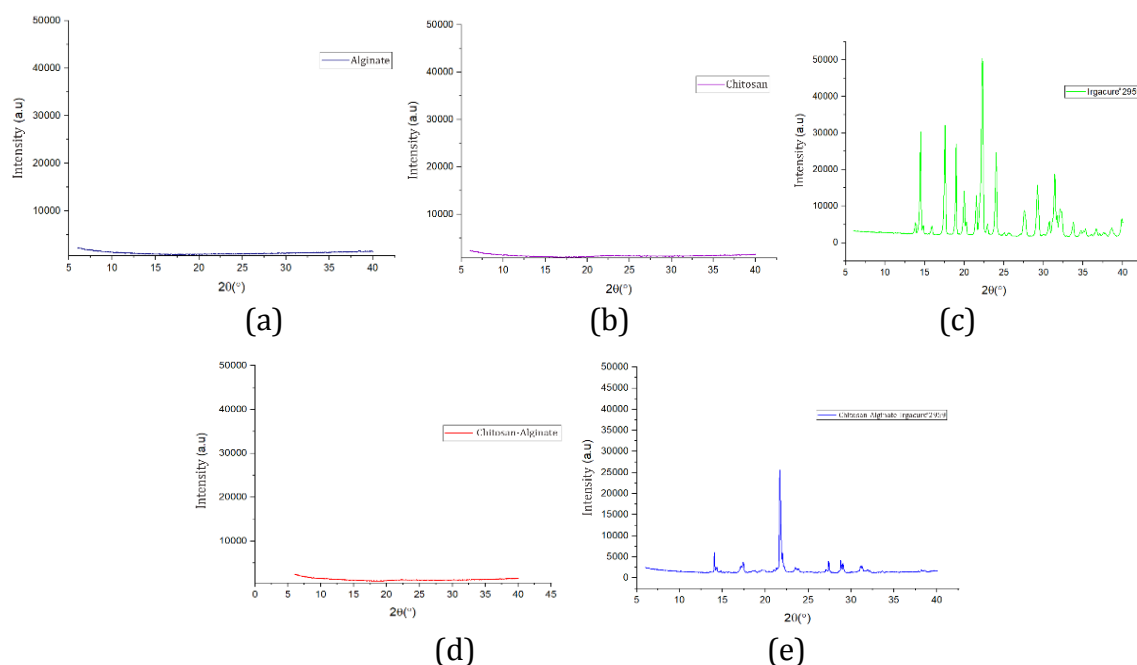 50000
40000
30000
20000
10000
Intensity (a.u)
Alginate
5 10 15 20 25 30 35 40
2θ(°)
(a)
50000
40000
30000
20000
10000
Intensity (a.u)
Chitosan
5 10 15 20 25 30 35 40
2θ(°)
(b)
50000
40000
30000
20000
10000
0
Intensity (a.u)
Irgacure®295
5 10 15 20 25 30 35 40
2θ(°)
(c)
50000
40000
30000
20000
10000
Intensity (a.u)
Chitosan-Alginate
0 5 10 15 20 25 30 35 40 45
2θ(°)
(d)
50000
45000
40000
35000
30000
25000
20000
15000
10000
5000
0
Intensity (a.u)
Chitosan-Alginate-Irgacure®2959
5 10 15 20 25 30 35 40
2θ(°)
(e)